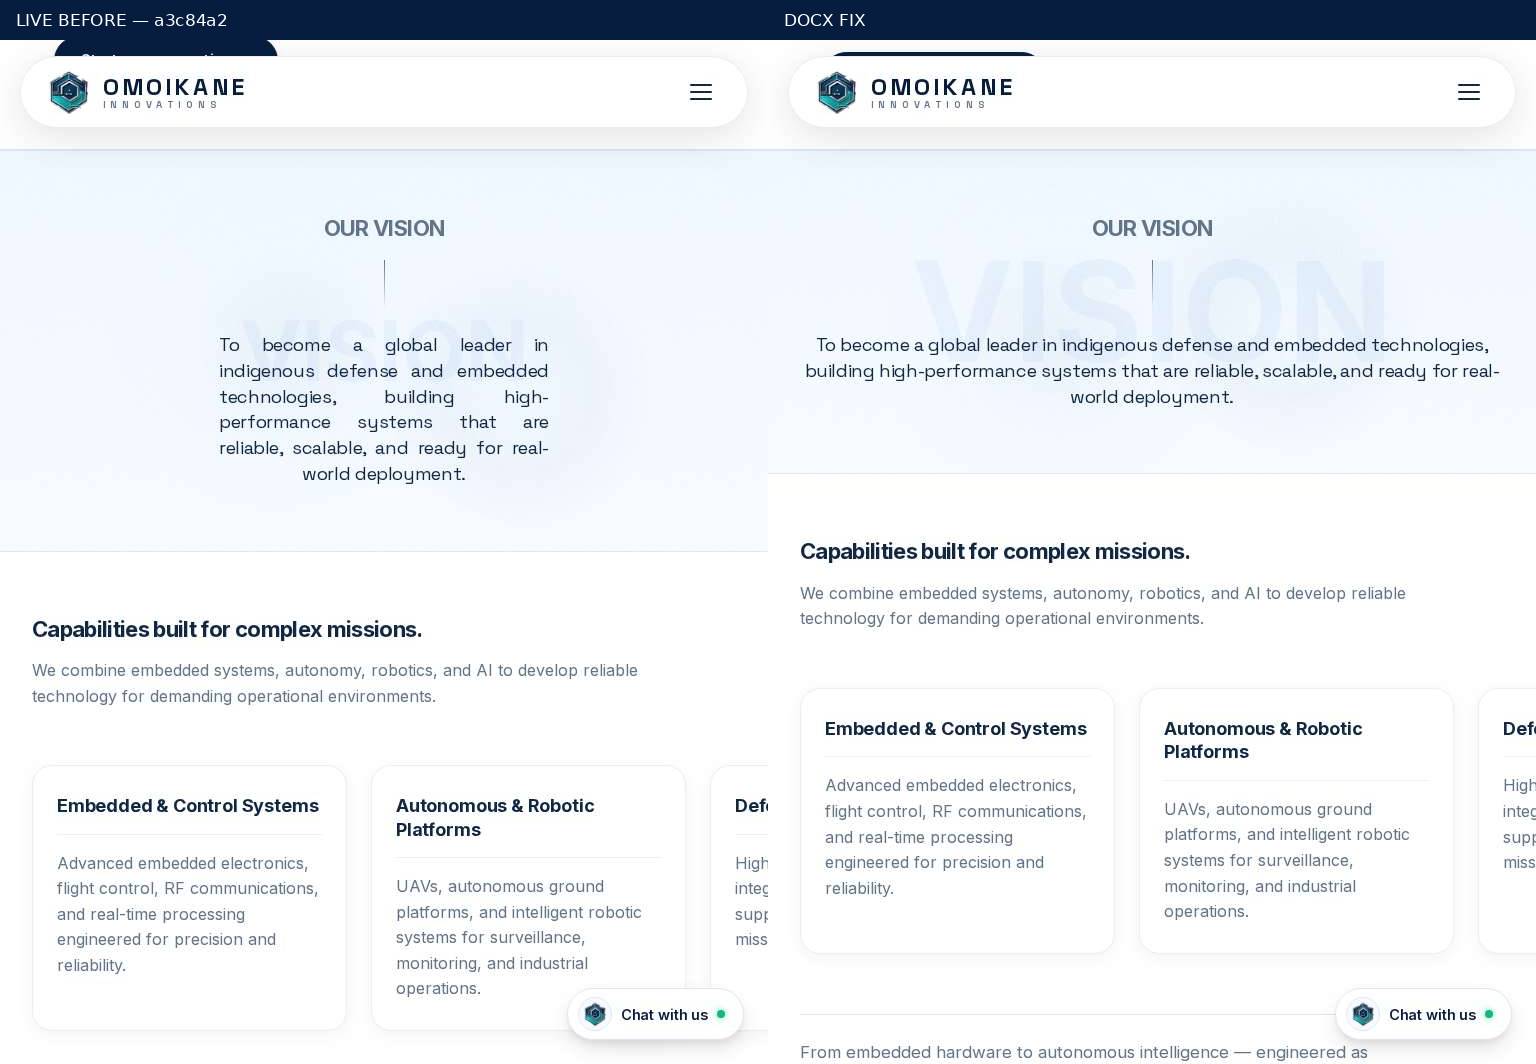 LIVE BEFORE — a3c84a2
OMOIKANE
INNOVATIONS
OUR VISION
VISION
To become a global leader in
indigenous defense and embedded
technologies, building high-
performance systems that are
reliable, scalable, and ready for real-
world deployment.
Capabilities built for complex missions.
We combine embedded systems, autonomy, robotics, and AI to develop reliable
technology for demanding operational environments.
Embedded & Control Systems
Advanced embedded electronics,
flight control, RF communications,
and real-time processing
engineered for precision and
reliability.
Autonomous & Robotic
Platforms
UAVs, autonomous ground
platforms, and intelligent robotic
systems for surveillance,
monitoring, and industrial
operations.
Chat with us
DOCX FIX
OMOIKANE
INNOVATIONS
OUR VISION
VISION
To become a global leader in indigenous defense and embedded technologies,
building high-performance systems that are reliable, scalable, and ready for real-
world deployment.
Capabilities built for complex missions.
We combine embedded systems, autonomy, robotics, and AI to develop reliable
technology for demanding operational environments.
Embedded & Control Systems
Advanced embedded electronics,
flight control, RF communications,
and real-time processing
engineered for precision and
reliability.
Autonomous & Robotic
Platforms
UAVs, autonomous ground
platforms, and intelligent robotic
systems for surveillance,
monitoring, and industrial
operations.
Chat with us
From embedded hardware to autonomous intelligence — engineered as